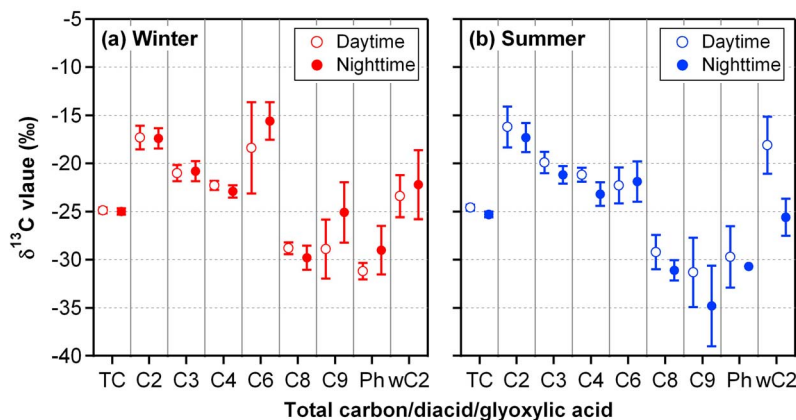 (a) Winter
Daytime
Nighttime
(b) Summer
Daytime
Nighttime
δ13C vlaue (‰)
-5
-10
-15
-20
-25
-30
-35
-40
TC C2 C3 C4 C6 C8 C9 Ph wC2
TC C2 C3 C4 C6 C8 C9 Ph wC2
Total carbon/diacid/glyoxylic acid